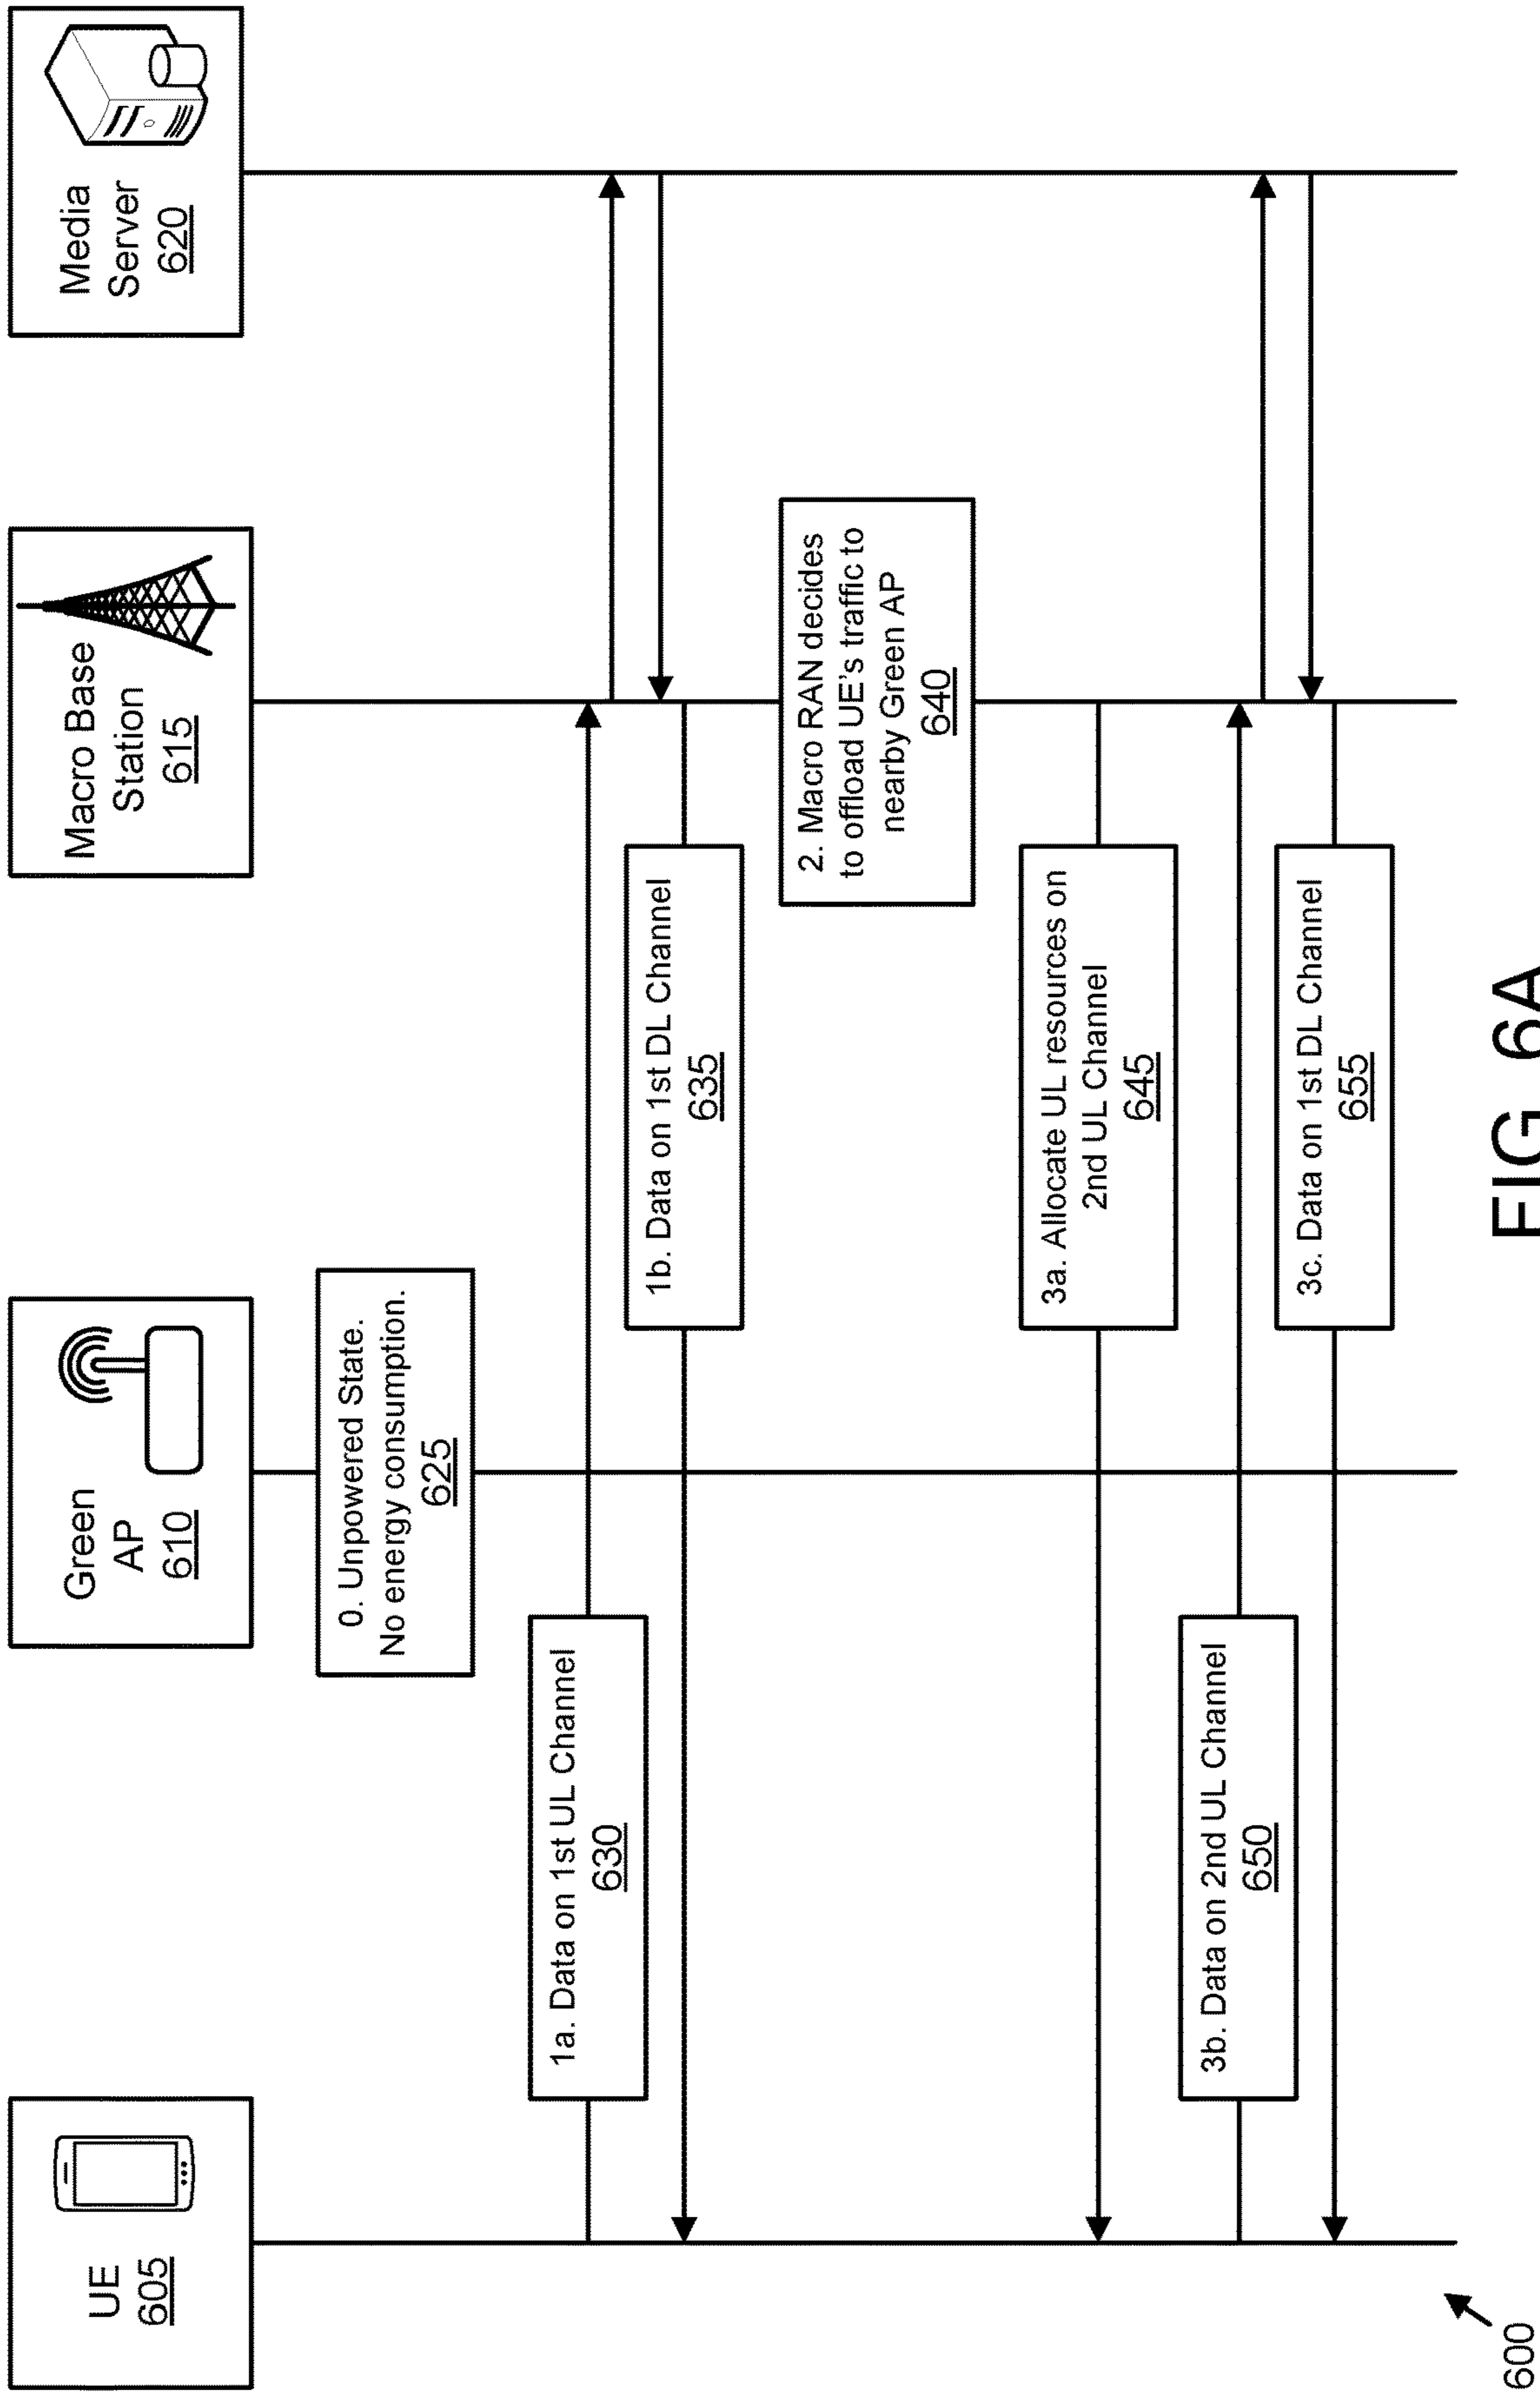 UE
605
Green
AP
610
Macro Base
Station
615
Media
Server
620
0. Unpowered State.
No energy consumption.
625
1a. Data on 1st UL Channel
630
1b. Data on 1st DL Channel
635
2. Macro RAN decides
to offload UE's traffic to
nearby Green AP
640
3a. Allocate UL resources on
2nd UL Channel
645
3b. Data on 2nd UL Channel
650
3c. Data on 1st DL Channel
655
600
FIG. 6A